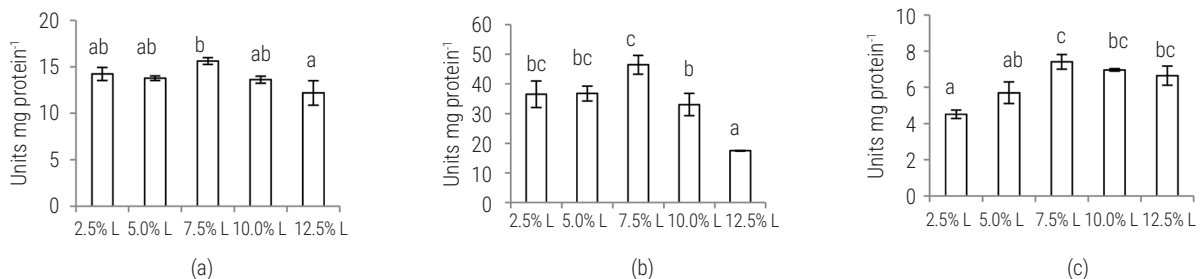 Units mg protein⁻¹
20
15
10
5
0
ab
ab
b
ab
a
2.5% L 5.0% L 7.5% L 10.0% L 12.5% L
(a)
Units mg protein⁻¹
60
50
40
30
20
10
0
bc
bc
c
b
a
2.5% L 5.0% L 7.5% L 10.0% L 12.5% L
(b)
Units mg protein⁻¹
10
8
6
4
2
0
a
ab
c
bc
bc
2.5% L 5.0% L 7.5% L 10.0% L 12.5% L
(c)